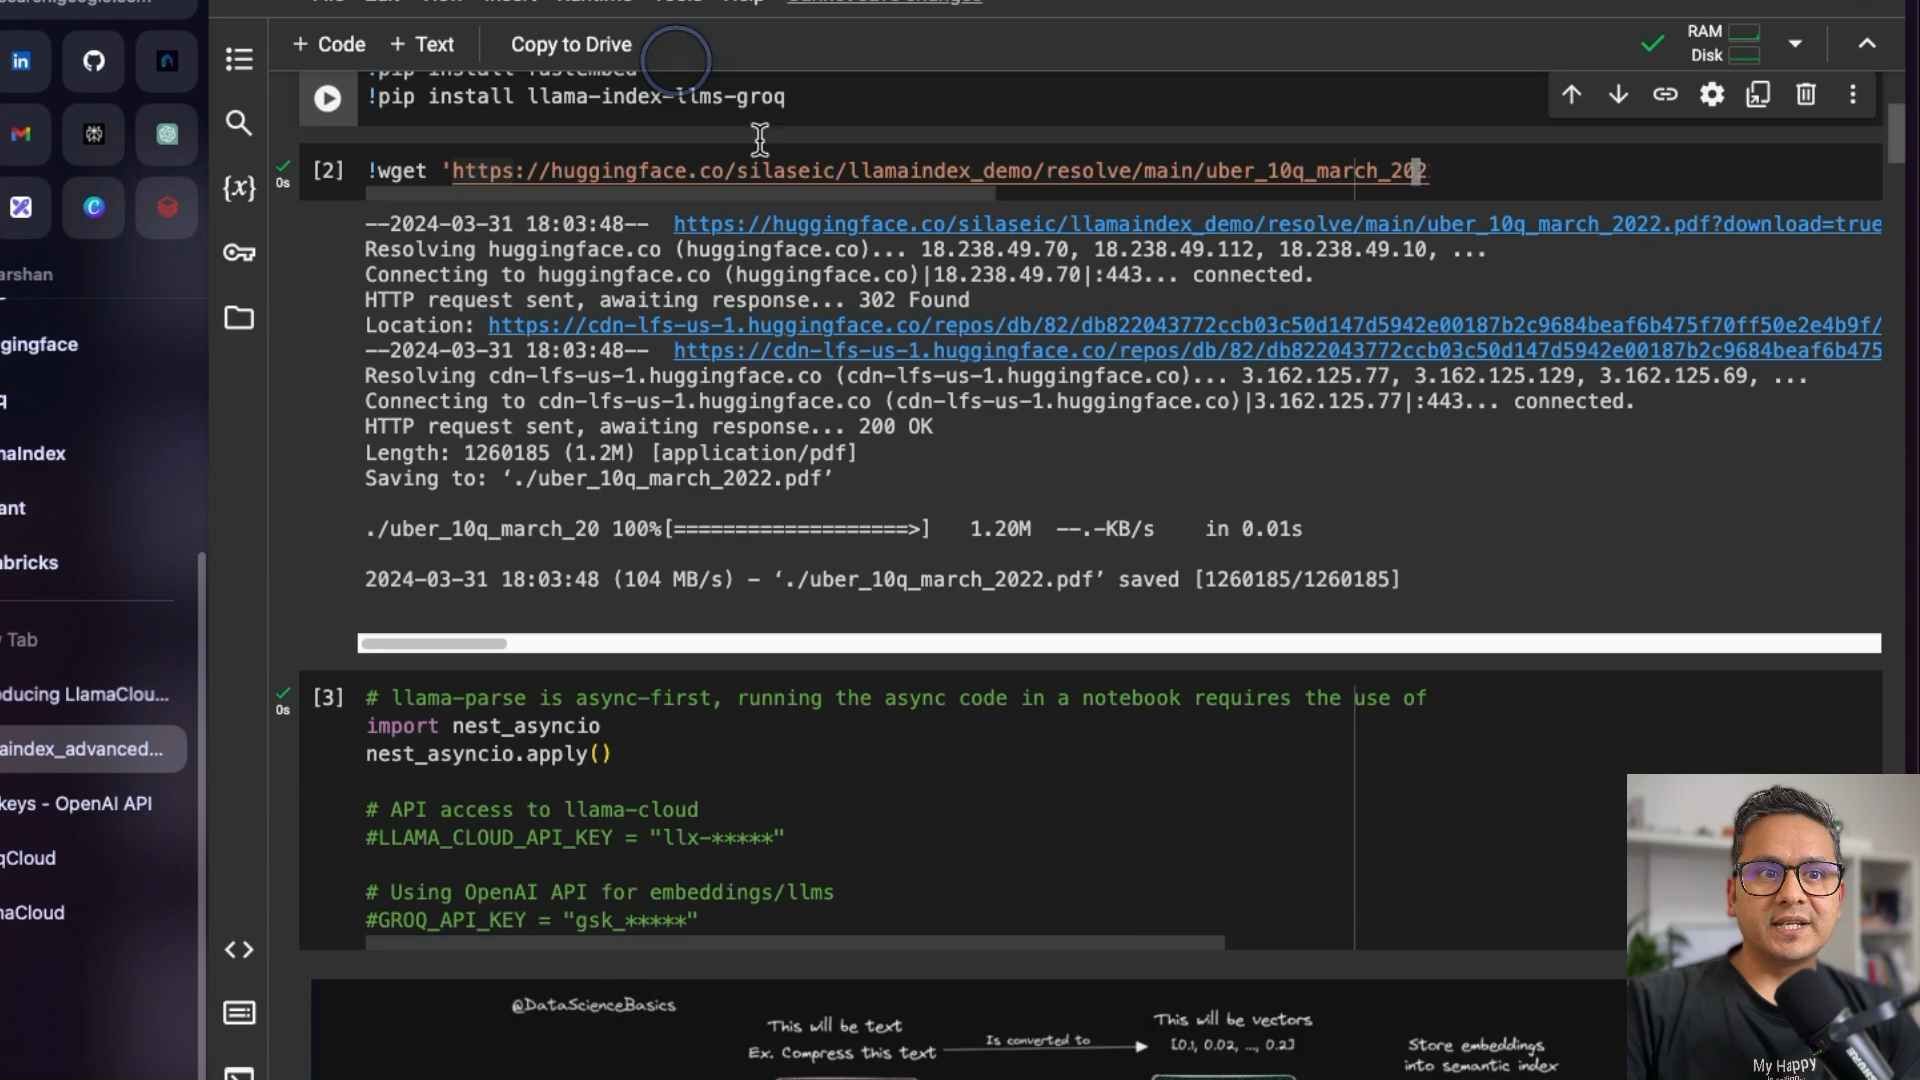 + Code
+ Text
Copy to Drive
RAM
Disk
!pip install fastembed
!pip install llama-index-llms-groq
[2]
!wget 'https://huggingface.co/silaseic/llamaindex_demo/resolve/main/uber_10q_march_202
0s
--2024-03-31 18:03:48-- https://huggingface.co/silaseic/llamaindex_demo/resolve/main/uber_10q_march_2022.pdf?download=true
Resolving huggingface.co (huggingface.co)... 18.238.49.70, 18.238.49.112, 18.238.49.10, ...
Connecting to huggingface.co (huggingface.co)|18.238.49.70|:443... connected.
HTTP request sent, awaiting response... 302 Found
Location: https://cdn-lfs-us-1.huggingface.co/repos/db/82/db822043772ccb03c50d147d5942e00187b2c9684beaf6b475f70ff50e2e4b9f/
--2024-03-31 18:03:48-- https://cdn-lfs-us-1.huggingface.co/repos/db/82/db822043772ccb03c50d147d5942e00187b2c9684beaf6b475
Resolving cdn-lfs-us-1.huggingface.co (cdn-lfs-us-1.huggingface.co)... 3.162.125.77, 3.162.125.129, 3.162.125.69, ...
Connecting to cdn-lfs-us-1.huggingface.co (cdn-lfs-us-1.huggingface.co)|3.162.125.77|:443... connected.
HTTP request sent, awaiting response... 200 OK
Length: 1260185 (1.2M) [application/pdf]
Saving to: ‘./uber_10q_march_2022.pdf’
./uber_10q_march_20 100%[===================>] 1.20M --.-KB/s in 0.01s
2024-03-31 18:03:48 (104 MB/s) - ‘./uber_10q_march_2022.pdf’ saved [1260185/1260185]
[3]
0s
# llama-parse is async-first, running the async code in a notebook requires the use of
import nest_asyncio
nest_asyncio.apply()
# API access to llama-cloud
#LLAMA_CLOUD_API_KEY = "llx-*****"
# Using OpenAI API for embeddings/llms
#GROQ_API_KEY = "gsk_*****"
@DataScienceBasics
This will be text
Ex. Compress this text
Is converted to
This will be vectors
[0.1, 0.02, ..., 0.2]
Store embeddings
into semantic index
arshan
gingface
q
maIndex
ant
abricks
Tab
oducing LlamaClou...
aindex_advanced...
keys - OpenAI API
qCloud
maCloud
My Happy